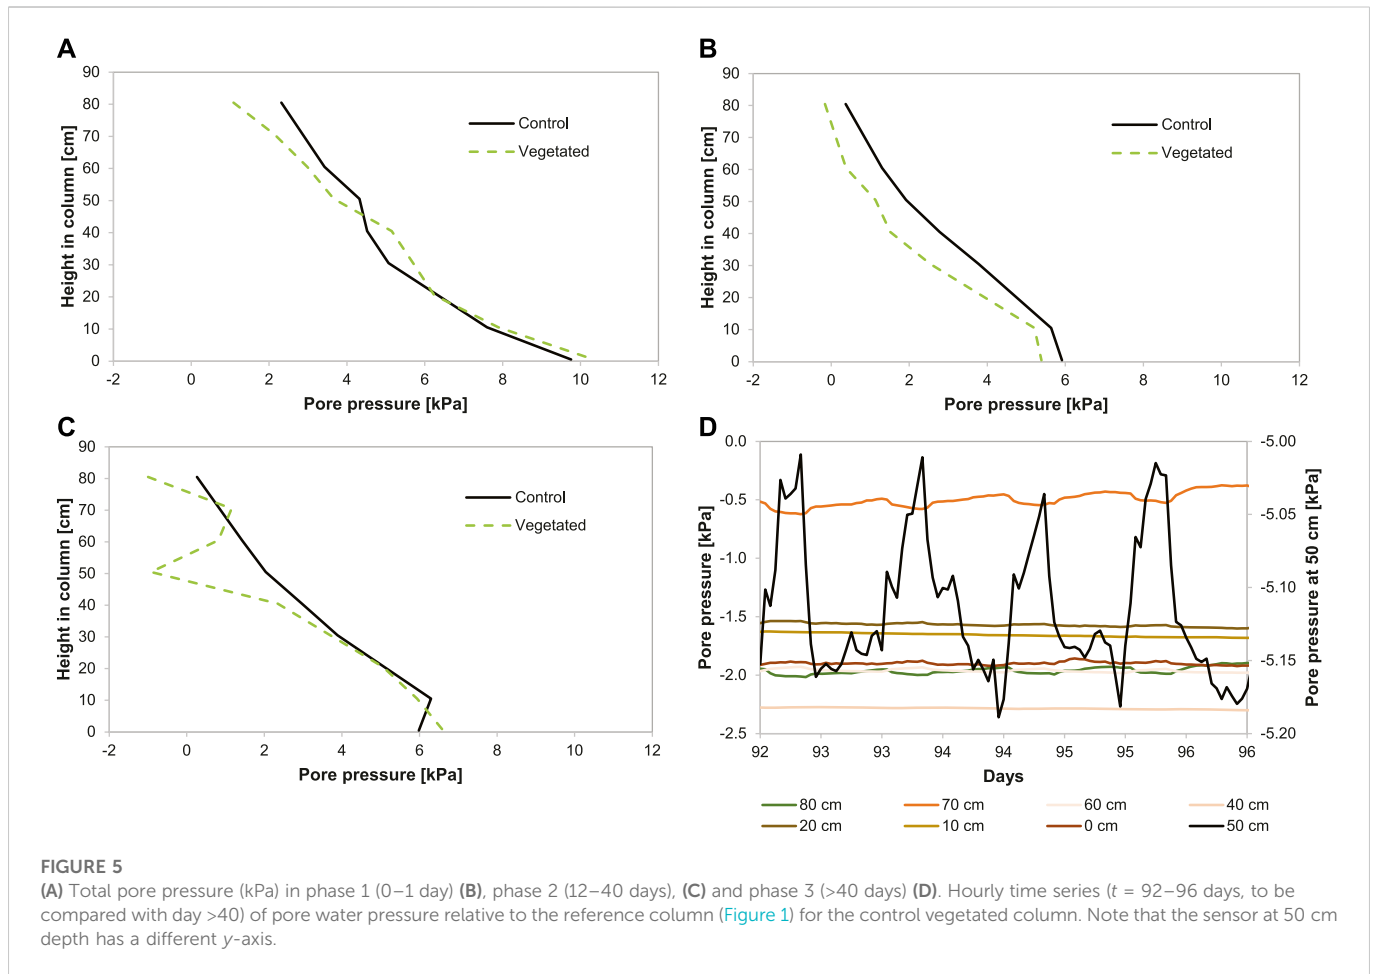 A
90
80
70
60
50
40
30
20
10
0
Height in column [cm]
-2 0 2 4 6 8 10 12
Pore pressure [kPa]
Control
Vegetated
B
90
80
70
60
50
40
30
20
10
0
Height in column [cm]
-2 0 2 4 6 8 10 12
Pore pressure [kPa]
Control
Vegetated
C
90
80
70
60
50
40
30
20
10
0
Height in column [cm]
-2 0 2 4 6 8 10 12
Pore pressure [kPa]
Control
Vegetated
D
0.0
-0.5
-1.0
-1.5
-2.0
-2.5
Pore pressure [kPa]
-5.00
-5.05
-5.10
-5.15
-5.20
Pore pressure at 50 cm [kPa]
92 93 93 94 94 95 95 96 96
Days
80 cm 70 cm 60 cm 40 cm
20 cm 10 cm 0 cm 50 cm
FIGURE 5
(A) Total pore pressure (kPa) in phase 1 (0–1 day) (B), phase 2 (12–40 days), (C) and phase 3 (>40 days) (D). Hourly time series (t = 92–96 days, to be
compared with day >40) of pore water pressure relative to the reference column (Figure 1) for the control vegetated column. Note that the sensor at 50 cm
depth has a different y-axis.